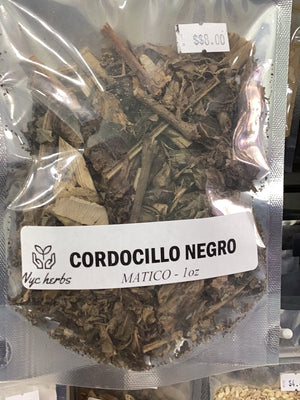 S$8.00
CORDOCILLO NEGRO
MATICO - 1oz
Nyc herbs